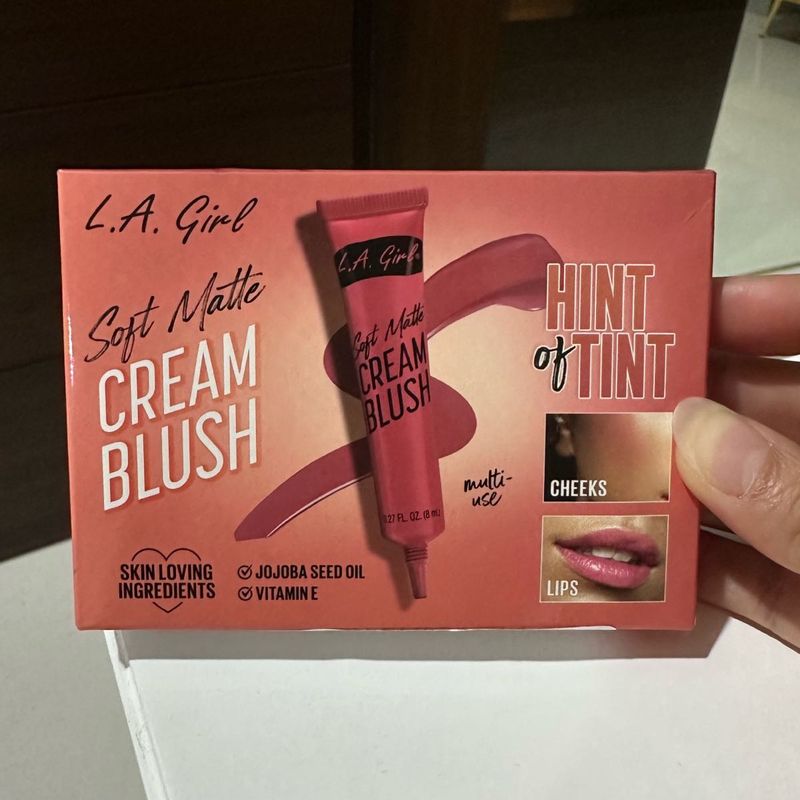 L.A. Girl
Soft Matte
CREAM
BLUSH
SKIN LOVING
INGREDIENTS
JOJOBA SEED OIL
VITAMIN E
L.A. Girl
Soft Matte
CREAM
BLUSH
0.27 FL. OZ. (8 mL)
multi-
use
HINT
of TINT
CHEEKS
LIPS